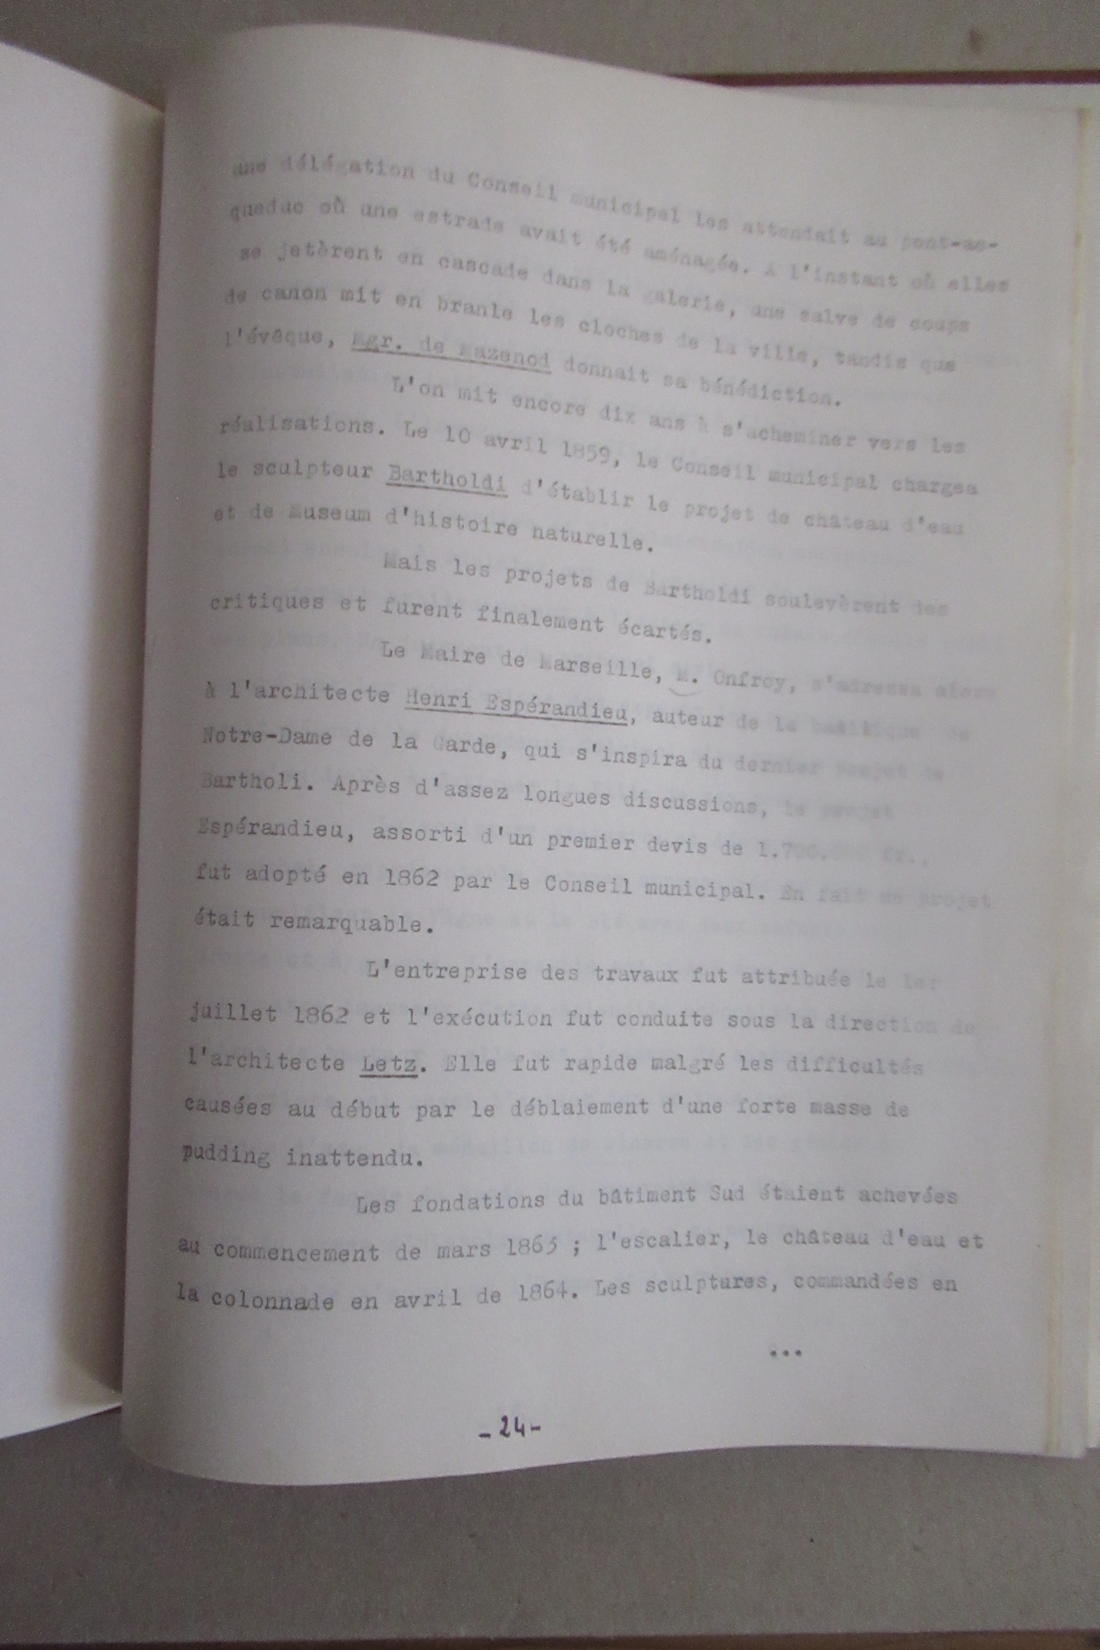 une délégation du Conseil municipal les attendait au pont-ac-
queduc où une estrade avait été aménagée. A l'instant où elles
se jetèrent en cascade dans la galerie, une salve de coups
de canon mit en branle les cloches de la ville, tandis que
l'évêque, Mgr. de Mazenod donnait sa bénédiction.
L'on mit encore dix ans à s'acheminer vers les
réalisations. Le 10 avril 1859, le Conseil municipal chargea
le sculpteur Bartholdi d'établir le projet de château d'eau
et de Museum d'histoire naturelle.
Mais les projets de Bartholdi soulevèrent des
critiques et furent finalement écartés.
Le Maire de Marseille, M. Onfroy, s'adressa alors
à l'architecte Henri Espérandieu, auteur de la basilique de
Notre-Dame de la Garde, qui s'inspira du dernier projet de
Bartholi. Après d'assez longues discussions, le projet
Espérandieu, assorti d'un premier devis de fr.,
fut adopté en 1862 par le Conseil municipal. En fait ce projet
était remarquable.
L'entreprise des travaux fut attribuée le 1er
juillet 1862 et l'exécution fut conduite sous la direction de
l'architecte Letz. Elle fut rapide malgré les difficultés
causées au début par le déblaiement d'une forte masse de
pudding inattendu.
Les fondations du bâtiment Sud étaient achevées
au commencement de mars 1863 ; l'escalier, le château d'eau et
la colonnade en avril de 1864. Les sculptures, commandées en
...
-24-